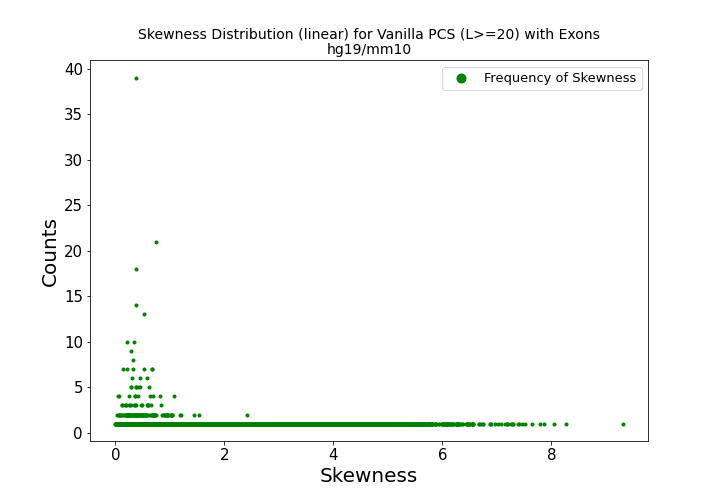 Skewness Distribution (linear) for Vanilla PCS (L>=20) with Exons
hg19/mm10
Frequency of Skewness
40
35
30
25
20
15
10
5
0
Counts
0 2 4 6 8
Skewness